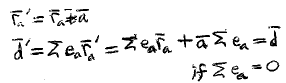 r̄ₐ' = r̄ₐ + ā
d̄' = Σ eₐ r̄ₐ' = Σ eₐ r̄ₐ + ā Σ eₐ = d̄
if Σ eₐ = 0